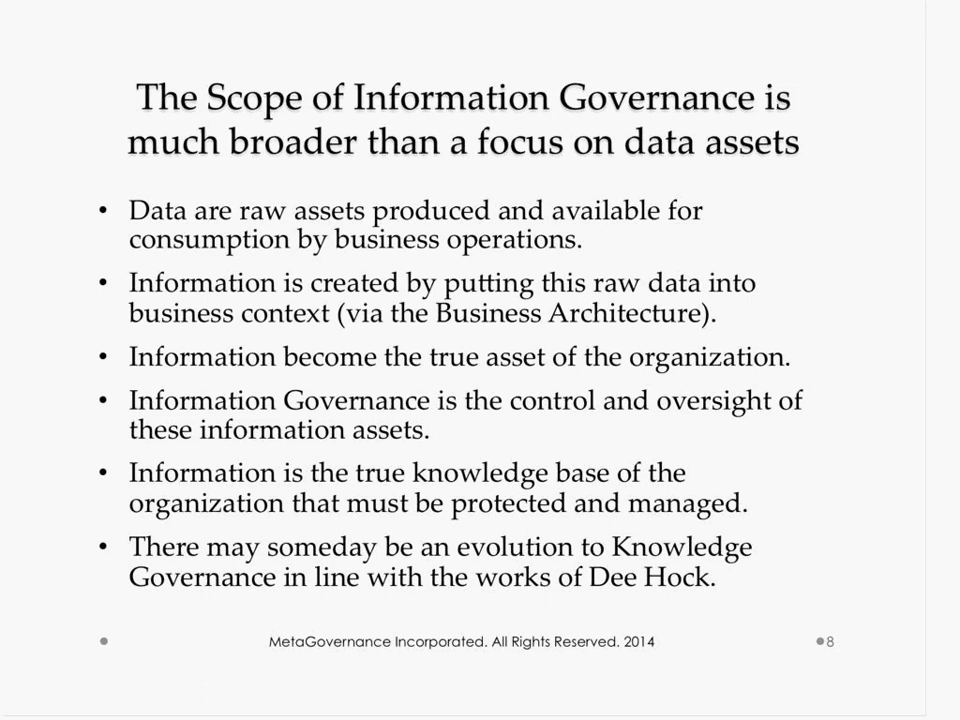 The Scope of Information Governance is
much broader than a focus on data assets
• Data are raw assets produced and available for
consumption by business operations.
• Information is created by putting this raw data into
business context (via the Business Architecture).
• Information become the true asset of the organization.
• Information Governance is the control and oversight of
these information assets.
• Information is the true knowledge base of the
organization that must be protected and managed.
• There may someday be an evolution to Knowledge
Governance in line with the works of Dee Hock.
MetaGovernance Incorporated. All Rights Reserved. 2014
8